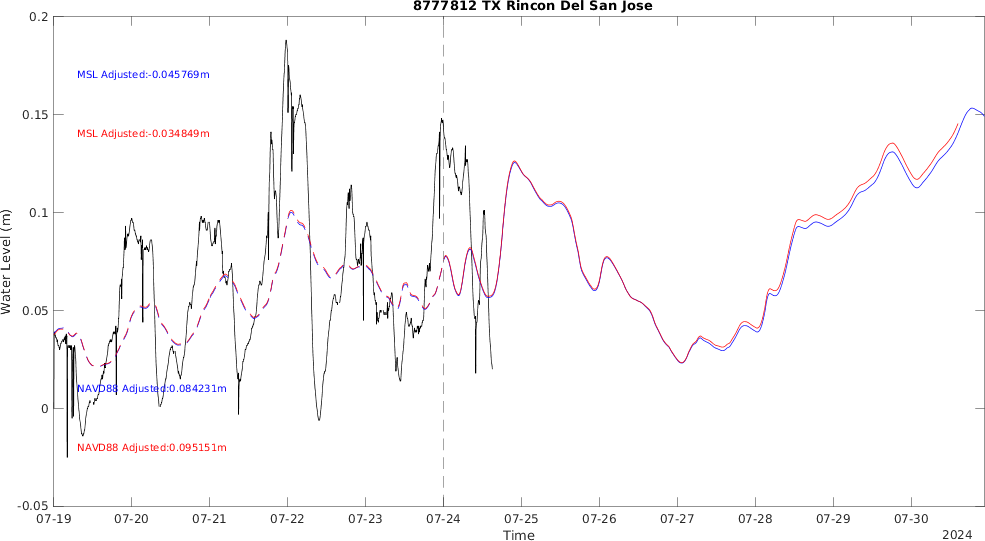 8777812 TX Rincon Del San Jose
0.2
MSL Adjusted:-0.045769m
0.15
MSL Adjusted:-0.034849m
0.1
Water Level (m)
0.05
NAVD88 Adjusted:0.084231m
0
NAVD88 Adjusted:0.095151m
-0.05
07-19 07-20 07-21 07-22 07-23 07-24 07-25 07-26 07-27 07-28 07-29 07-30
Time
2024